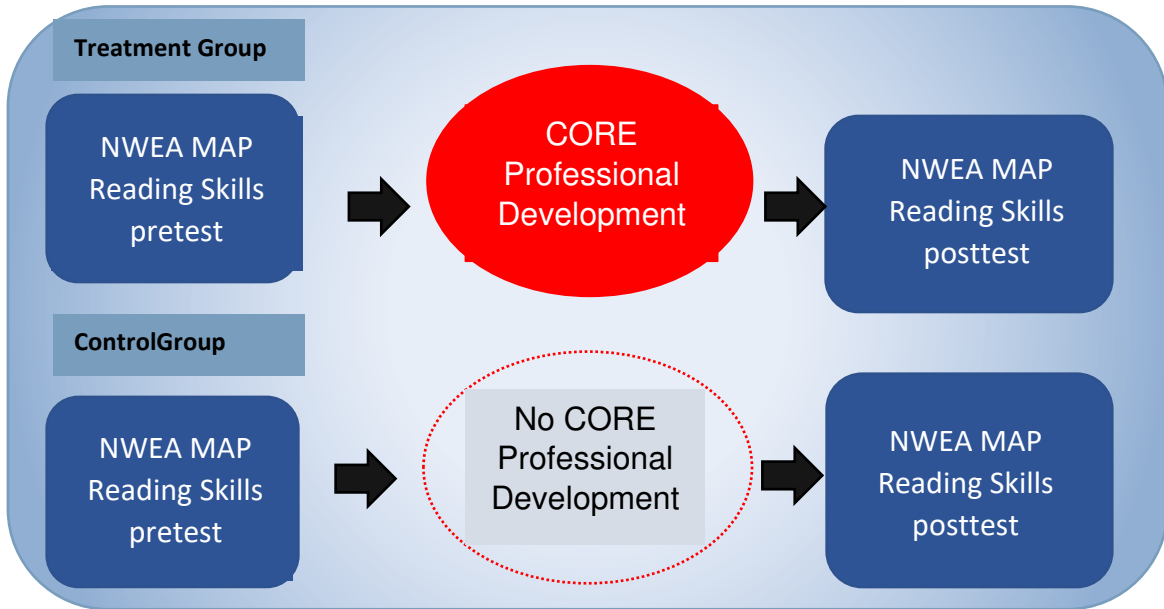 Treatment Group
NWEA MAP
Reading Skills
pretest
CORE
Professional
Development
NWEA MAP
Reading Skills
posttest
ControlGroup
NWEA MAP
Reading Skills
pretest
No CORE
Professional
Development
NWEA MAP
Reading Skills
posttest